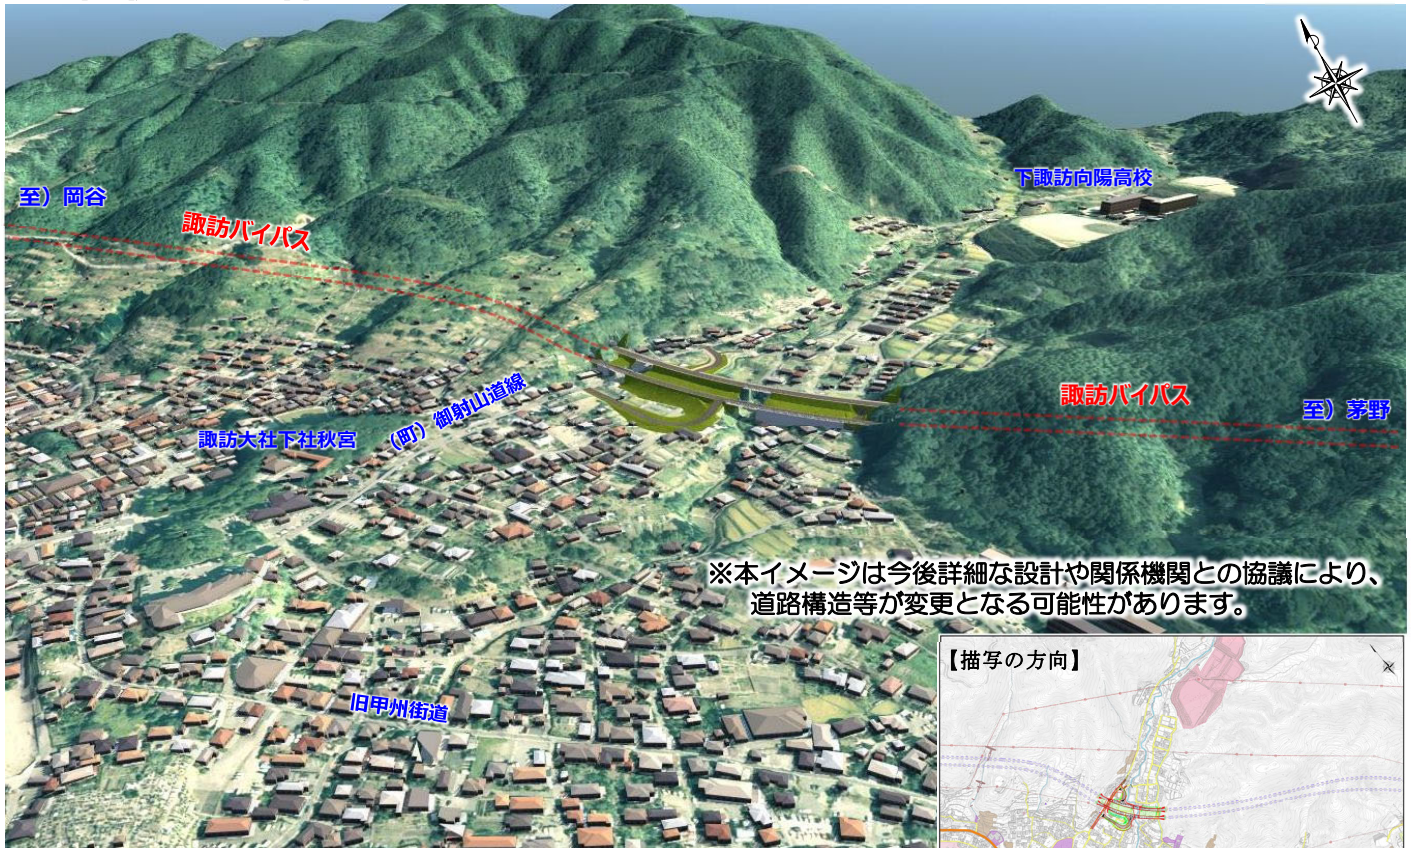 至）岡谷
諏訪バイパス
下諏訪向陽高校
諏訪バイパス
至）茅野
（町）御射山道線
諏訪大社下社秋宮
※本イメージは今後詳細な設計や関係機関との協議により、
道路構造等が変更となる可能性があります。
旧甲州街道
【描写の方向】